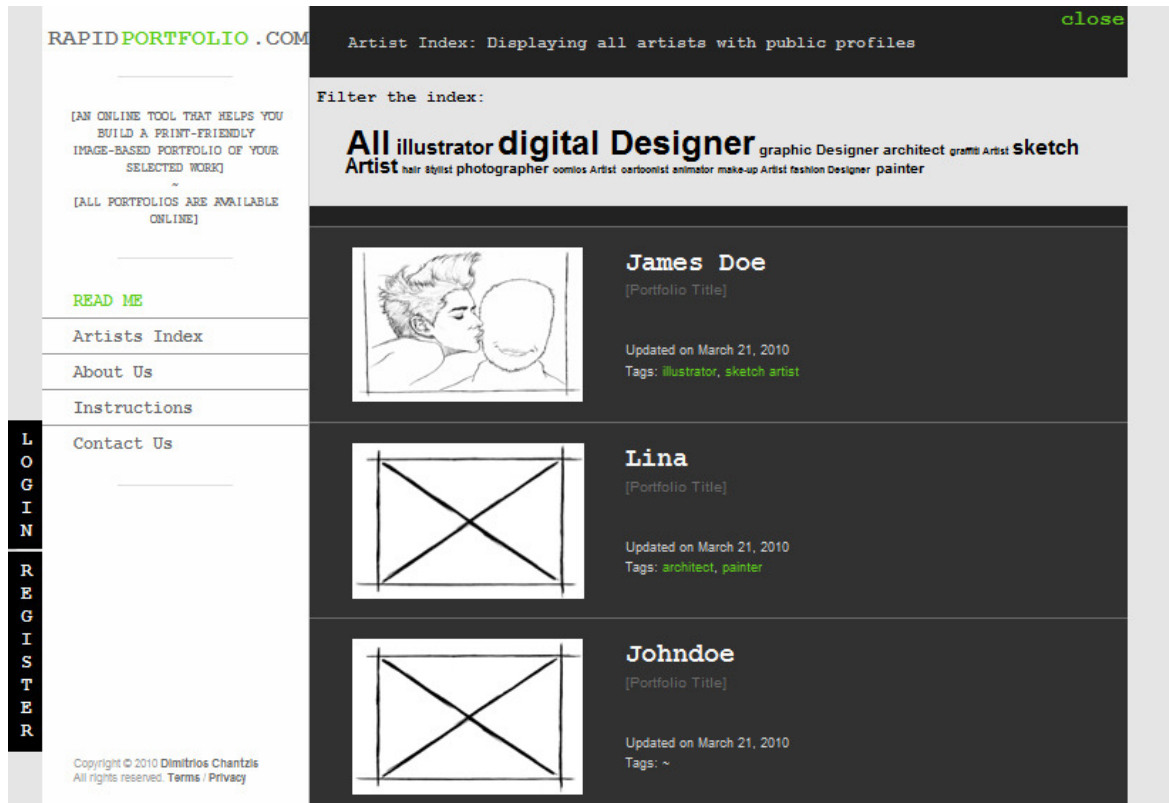 RAPIDPORTFOLIO.COM
[AN ONLINE TOOL THAT HELPS YOU
BUILD A PRINT-FRIENDLY
IMAGE-BASED PORTFOLIO OF YOUR
SELECTED WORK]
~
[ALL PORTFOLIOS ARE AVAILABLE
ONLINE]
READ ME
Artists Index
About Us
Instructions
Contact Us
LOGIN
REGISTER
Copyright © 2010 Dimitrios Chantzis
All rights reserved. Terms / Privacy
close
Artist Index: Displaying all artists with public profiles
Filter the index:
All illustrator digital Designer graphic Designer architect graffiti Artist sketch
Artist hair Stylist photographer comics Artist cartoonist animator make-up Artist fashion Designer painter
James Doe
[Portfolio Title]
Updated on March 21, 2010
Tags: illustrator, sketch artist
Lina
[Portfolio Title]
Updated on March 21, 2010
Tags: architect, painter
Johndoe
[Portfolio Title]
Updated on March 21, 2010
Tags: ~